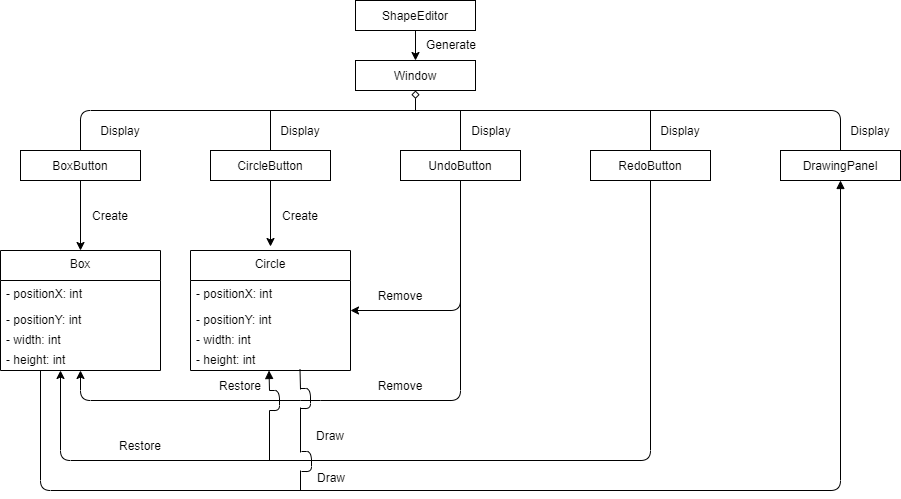 ShapeEditor
Generate
Window
Display
Display
Display
Display
Display
BoxButton
CircleButton
UndoButton
RedoButton
DrawingPanel
Create
Create
Box
Circle
- positionX: int
- positionX: int
Remove
- positionY: int
- positionY: int
- width: int
- width: int
- height: int
- height: int
Restore
Remove
Draw
Restore
Draw